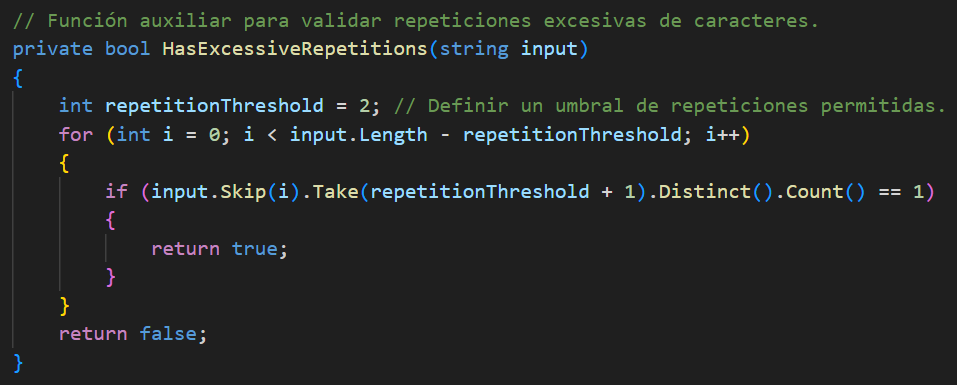 // Función auxiliar para validar repeticiones excesivas de caracteres.
private bool HasExcessiveRepetitions(string input)
{
    int repetitionThreshold = 2; // Definir un umbral de repeticiones permitidas.
    for (int i = 0; i < input.Length - repetitionThreshold; i++)
    {
        if (input.Skip(i).Take(repetitionThreshold + 1).Distinct().Count() == 1)
        {
            return true;
        }
    }
    return false;
}